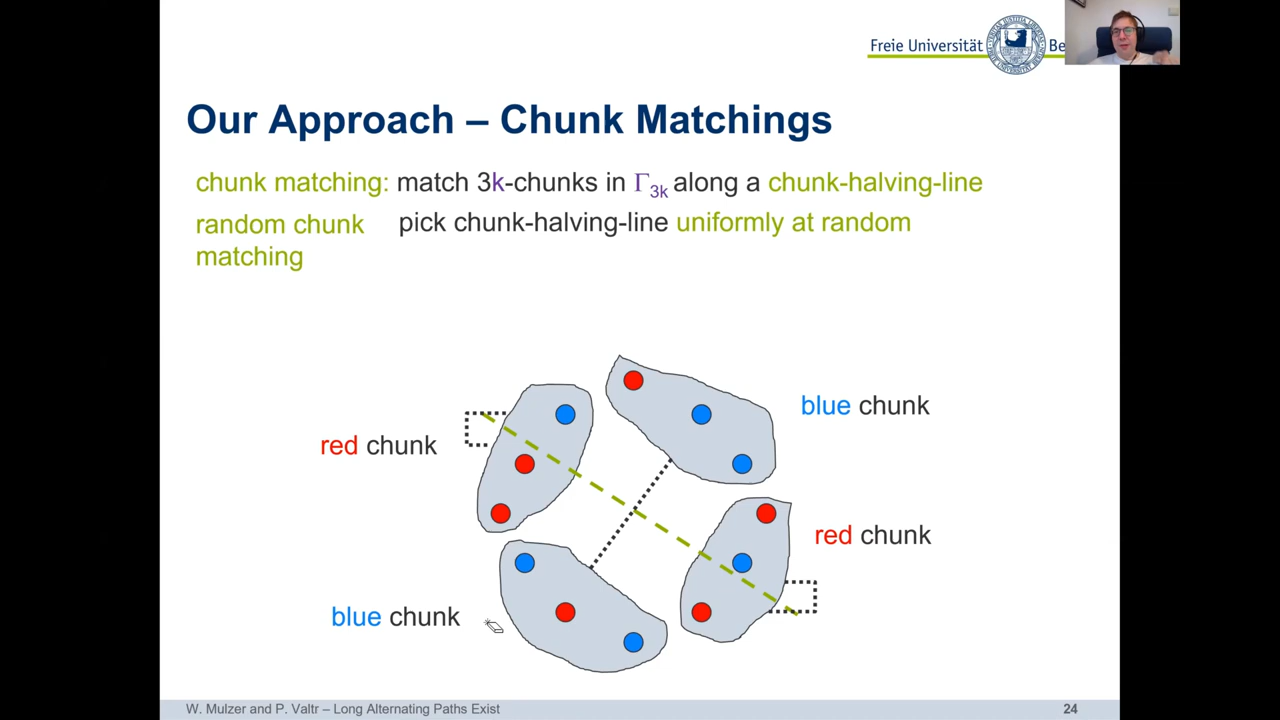 Freie Universität Be
Our Approach – Chunk Matchings
chunk matching: match 3k-chunks in Γ3k along a chunk-halving-line
random chunk pick chunk-halving-line uniformly at random
matching
blue chunk
red chunk
red chunk
blue chunk
W. Mulzer and P. Valtr – Long Alternating Paths Exist 24